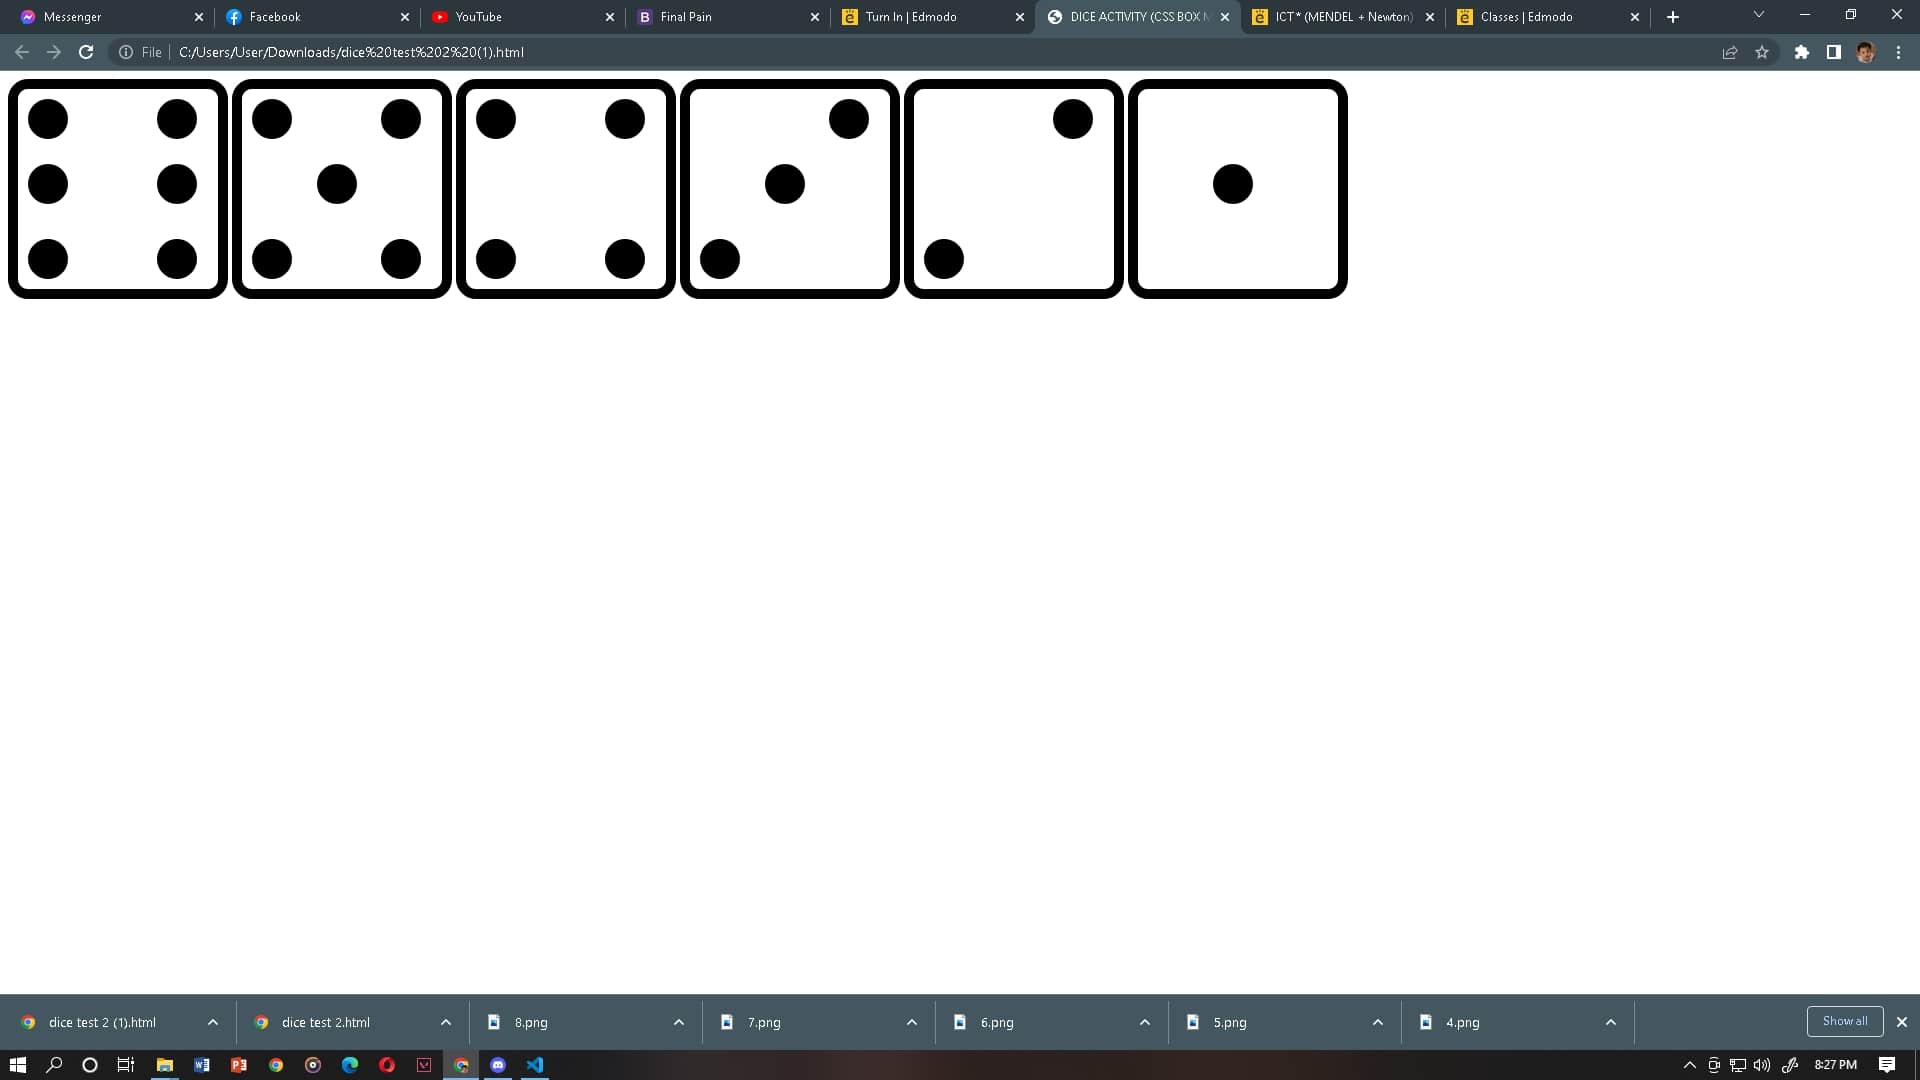 Messenger
Facebook
YouTube
Final Pain
Turn In | Edmodo
DICE ACTIVITY (CSS BOX M
ICT* (MENDEL + Newton)
Classes | Edmodo
File
C:/Users/User/Downloads/dice%20test%202%20(1).html
dice test 2 (1).html
dice test 2.html
8.png
7.png
6.png
5.png
4.png
Show all
8:27 PM